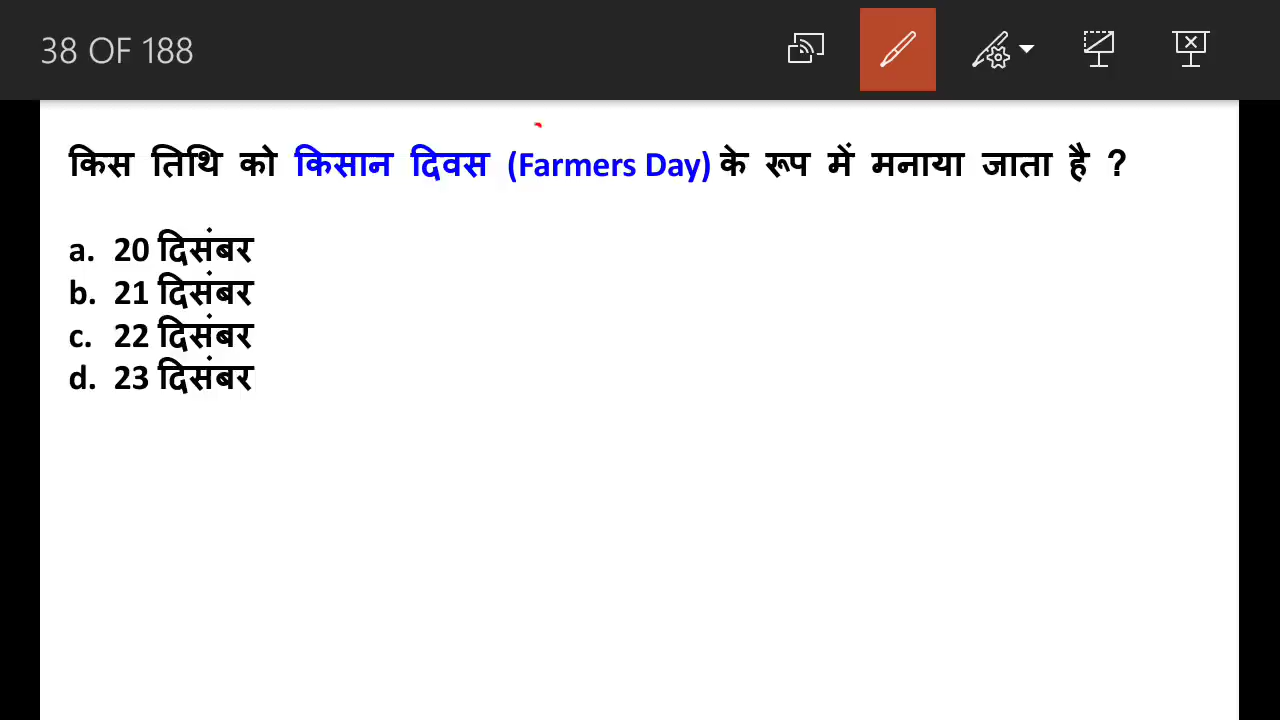 38 OF 188
किस तिथि को किसान दिवस (Farmers Day) के रूप में मनाया जाता है ?
a. 20 दिसंबर
b. 21 दिसंबर
c. 22 दिसंबर
d. 23 दिसंबर